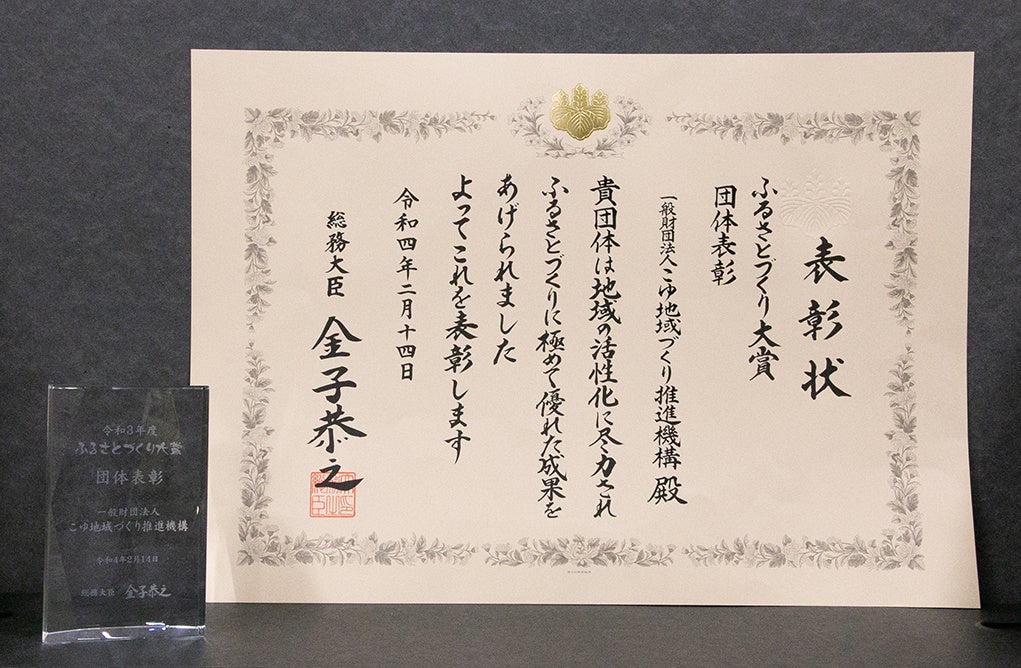 表彰状
ふるさとづくり大賞
団体表彰
一般財団法人こゆ地域づくり推進機構 殿
貴団体は地域の活性化に尽力され
ふるさとづくりに極めて優れた成果を
あげられました
よってこれを表彰します
令和四年二月十四日
総務大臣 金子恭之
令和3年度
ふるさとづくり大賞
団体表彰
一般財団法人
こゆ地域づくり推進機構
令和4年2月14日
総務大臣 金子恭之